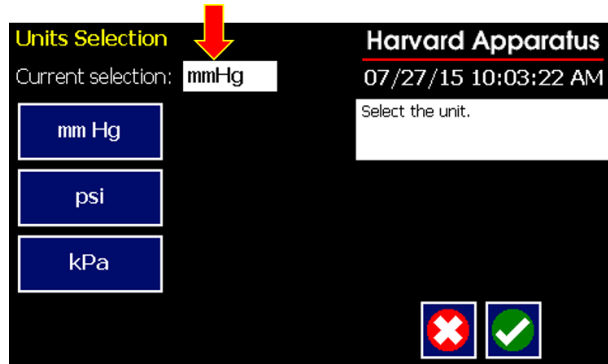 Units Selection
Harvard Apparatus
Current selection: mmHg
07/27/15 10:03:22 AM
Select the unit.
mm Hg
psi
kPa